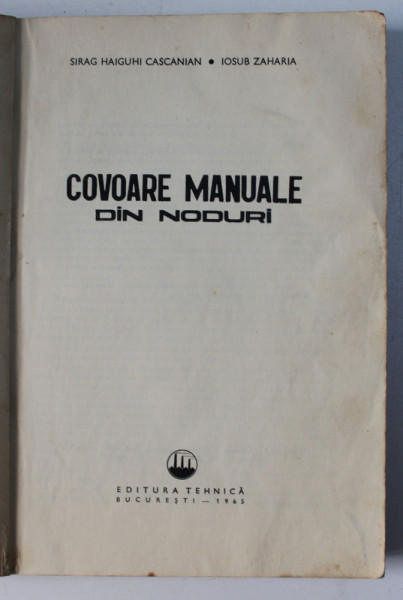 SIRAG HAIGUHI CASCANIAN ● IOSUB ZAHARIA
COVOARE MANUALE
DIN NODURI
EDITURA TEHNICĂ
BUCUREȘTI — 1965